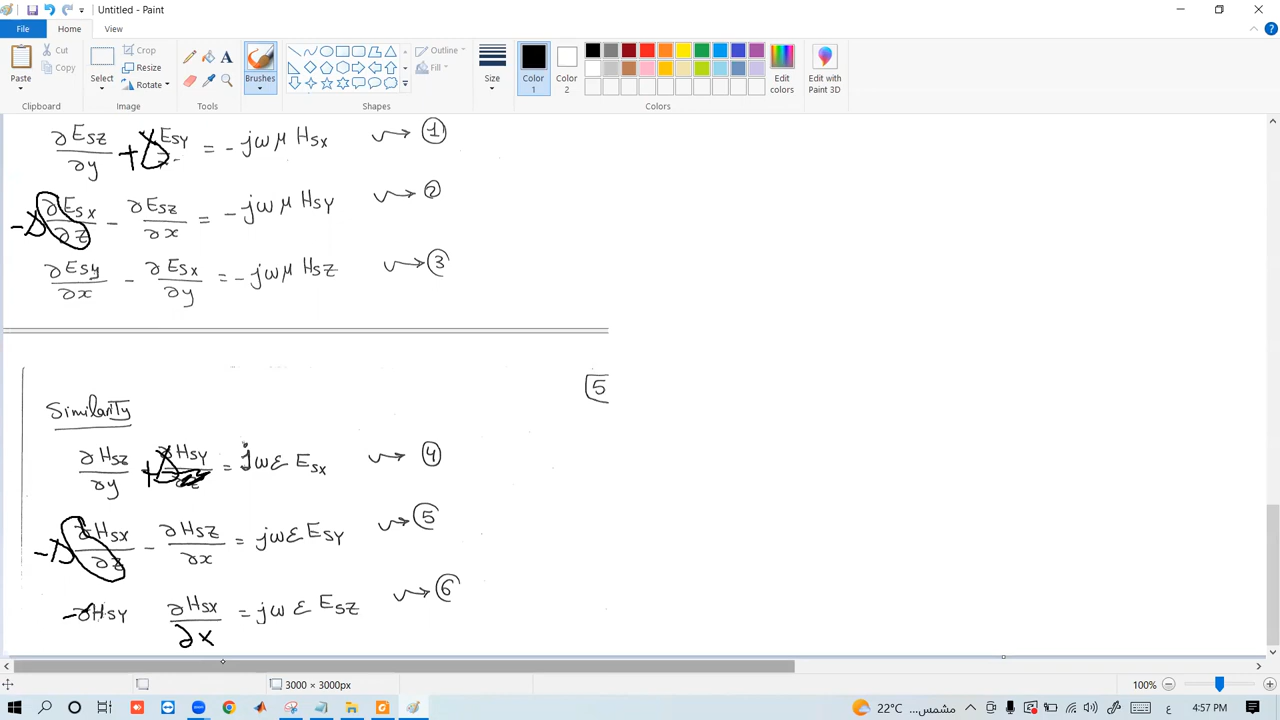 Untitled - Paint
File Home View
Paste Cut Copy
Select Crop Resize Rotate
Brushes
Outline Fill
Size
Color 1 Color 2
Edit colors
Edit with Paint 3D
Clipboard Image Tools Shapes Colors
∂Esz/∂y + γ Esy = - jωμ Hsx ⇝ ①
-γ ∂Esx/∂z - ∂Esz/∂x = - jωμ Hsy ⇝ ②
∂Esy/∂x - ∂Esx/∂y = - jωμ Hsz ⇝ ③
5
Similarity
∂Hsz/∂y + γ ∂Hsy/∂z = jωε Esx ⇝ ④
-γ ∂Hsx/∂z - ∂Hsz/∂x = jωε Esy ⇝ ⑤
- ∂Hsy ∂Hsx/∂x = jωε Esz ⇝ ⑥
3000 × 3000px
100%
22°C مشمس...
ع
4:57 PM